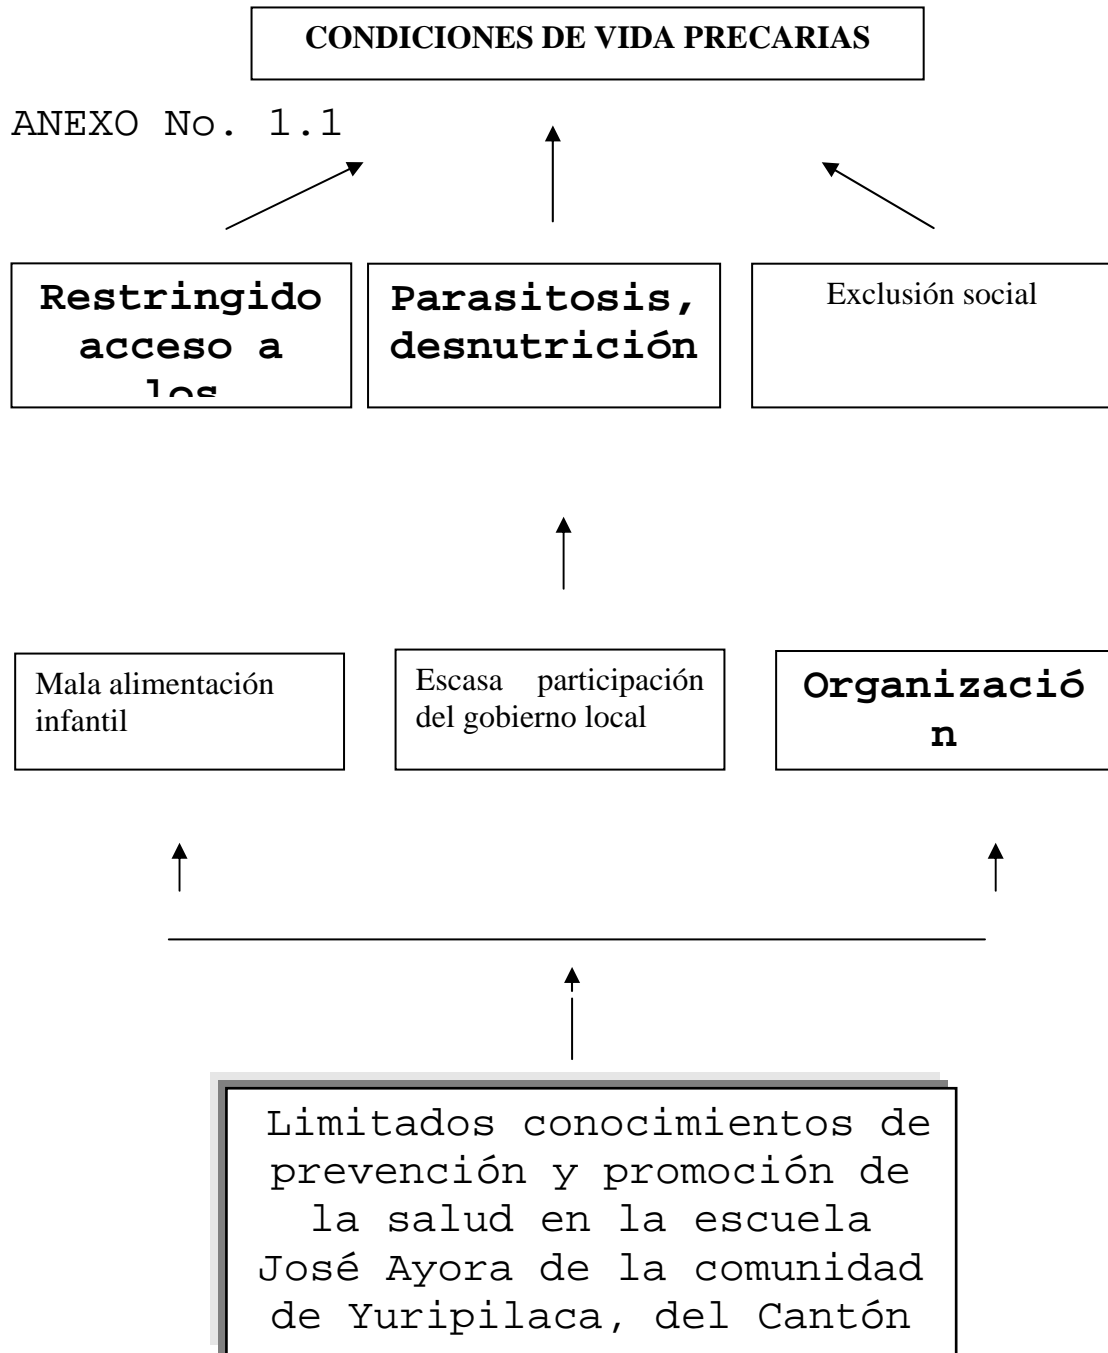 CONDICIONES DE VIDA PRECARIAS
ANEXO No. 1.1
Restringido
acceso a
los
Parasitosis,
desnutrición
Exclusión social
Mala alimentación
infantil
Escasa participación
del gobierno local
Organizació
n
Limitados conocimientos de
prevención y promoción de
la salud en la escuela
José Ayora de la comunidad
de Yuripilaca, del Cantón